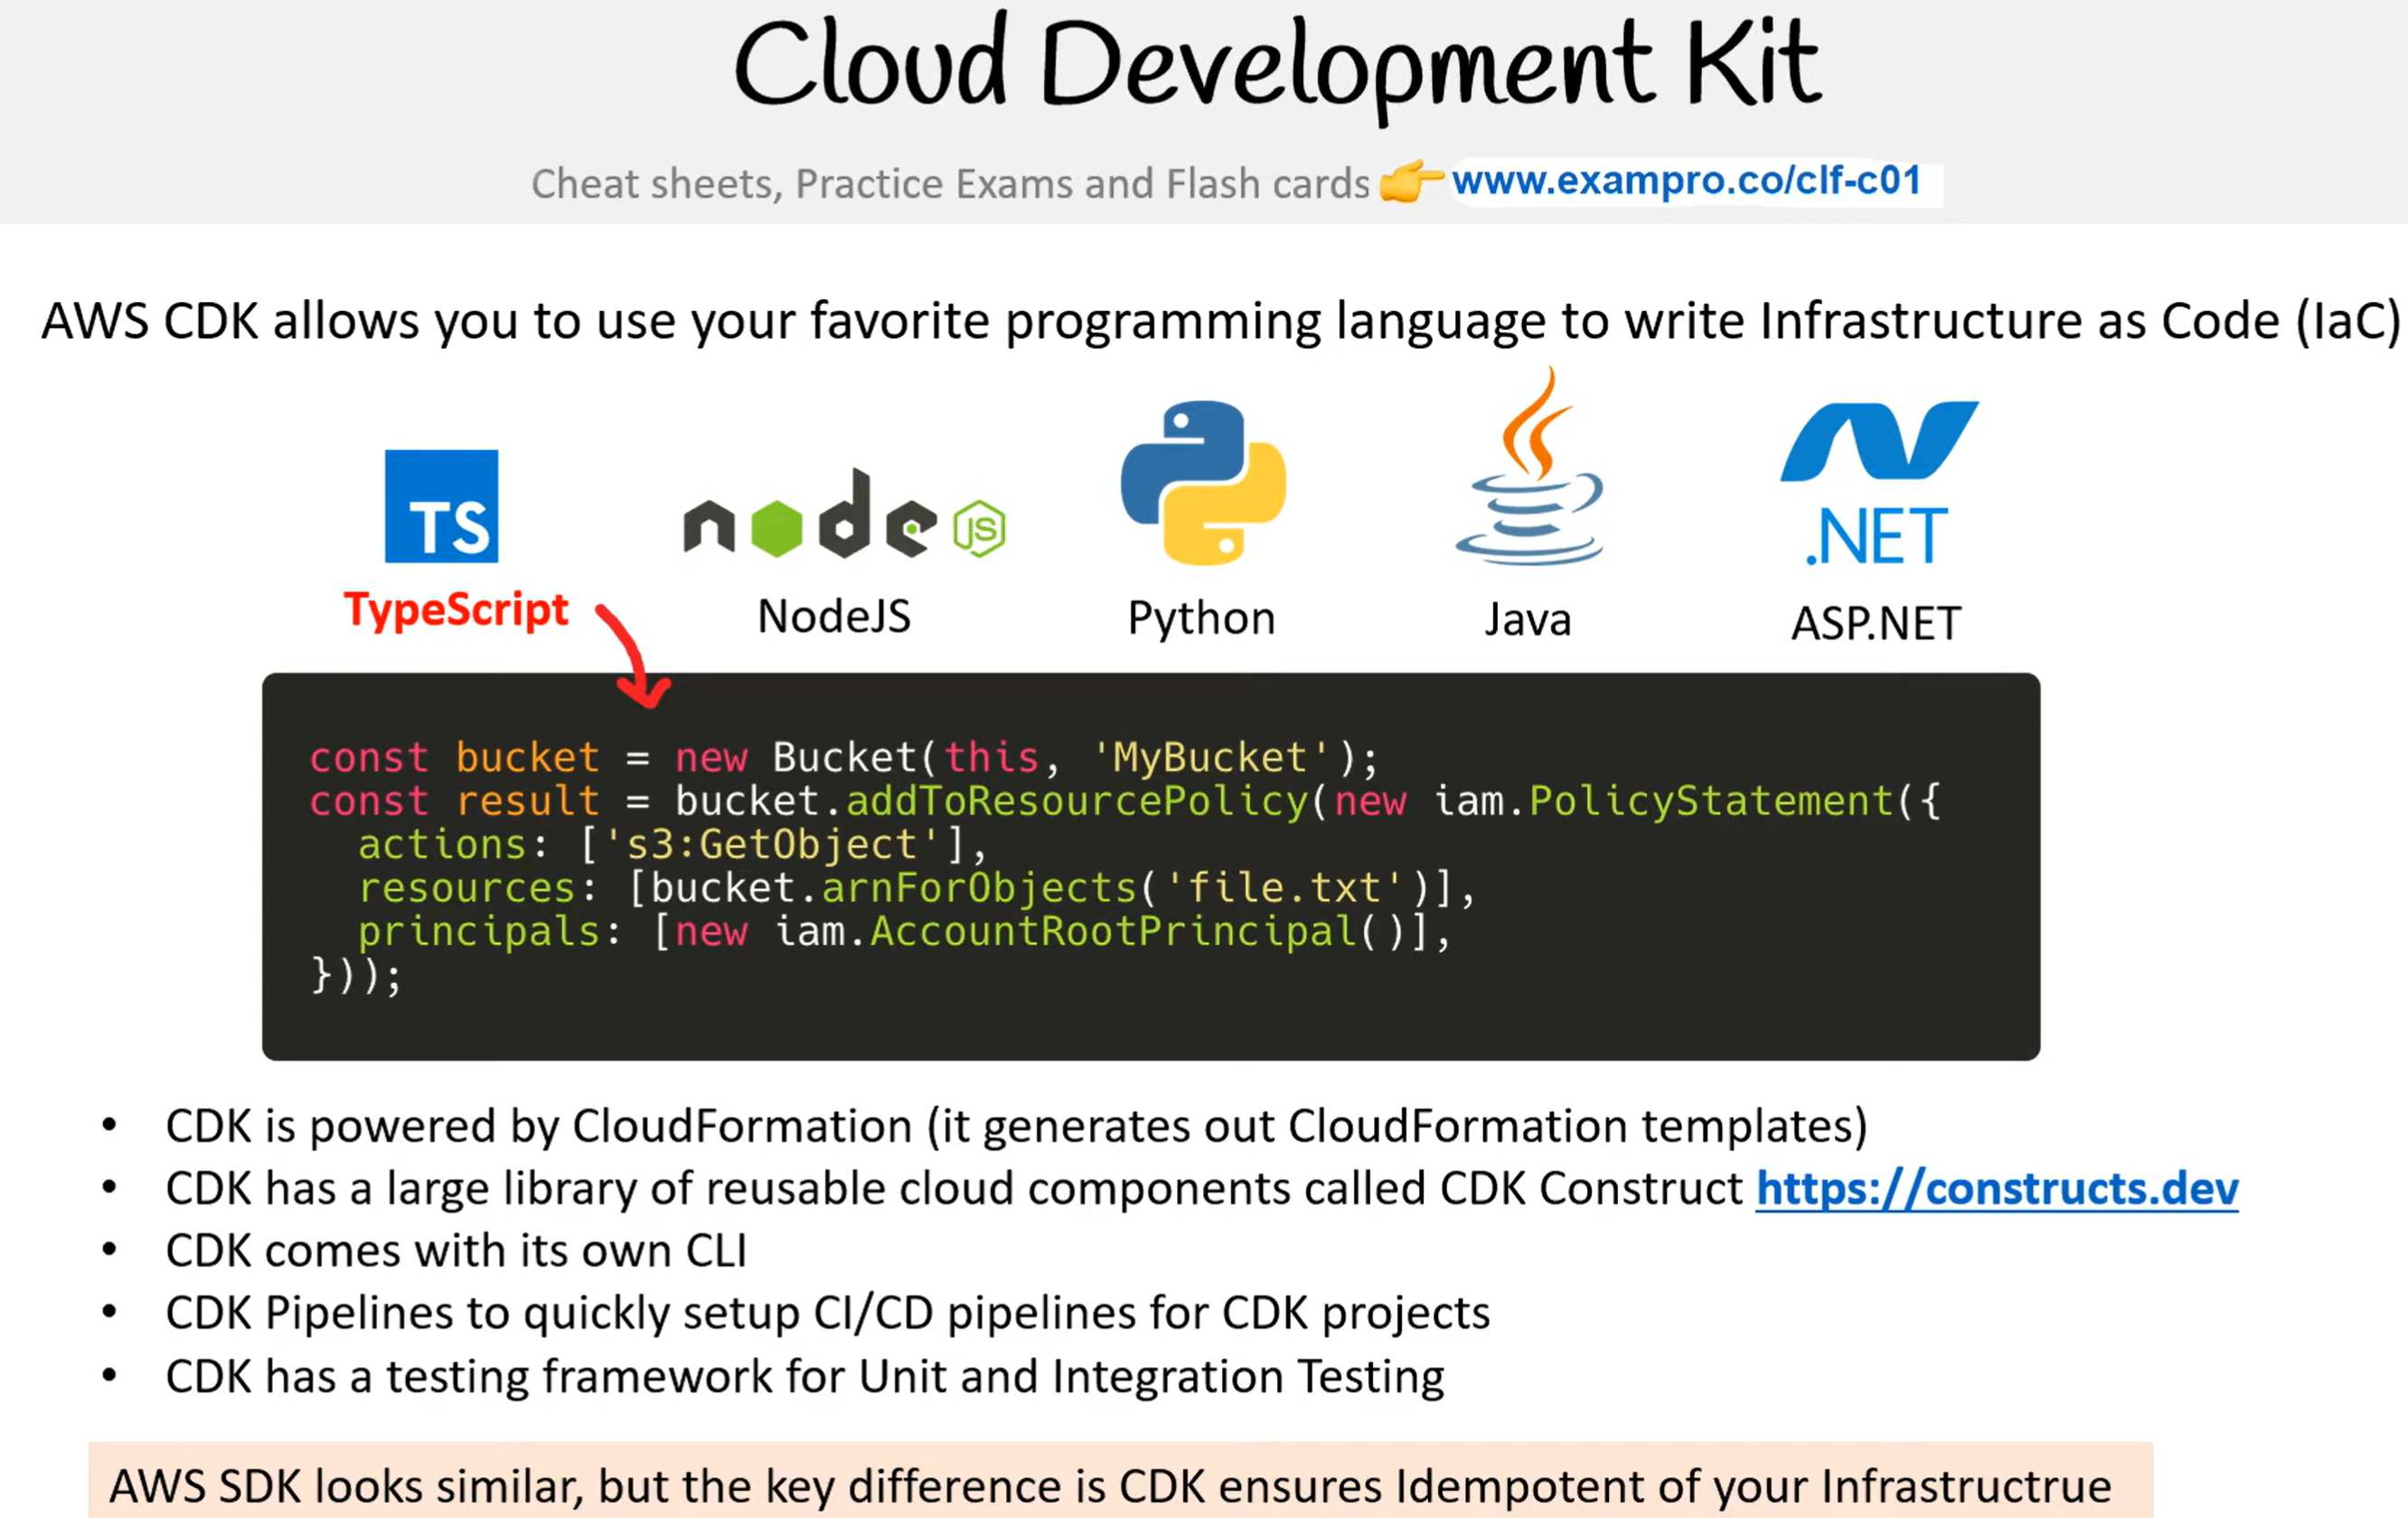 Cloud Development Kit
Cheat sheets, Practice Exams and Flash cards 👉 www.exampro.co/clf-c01
AWS CDK allows you to use your favorite programming language to write Infrastructure as Code (IaC)
TS
node JS
.NET
TypeScript
NodeJS
Python
Java
ASP.NET
const bucket = new Bucket(this, 'MyBucket');
const result = bucket.addToResourcePolicy(new iam.PolicyStatement({
  actions: ['s3:GetObject'],
  resources: [bucket.arnForObjects('file.txt')],
  principals: [new iam.AccountRootPrincipal()],
}));
• CDK is powered by CloudFormation (it generates out CloudFormation templates)
• CDK has a large library of reusable cloud components called CDK Construct https://constructs.dev
• CDK comes with its own CLI
• CDK Pipelines to quickly setup CI/CD pipelines for CDK projects
• CDK has a testing framework for Unit and Integration Testing
AWS SDK looks similar, but the key difference is CDK ensures Idempotent of your Infrastructrue